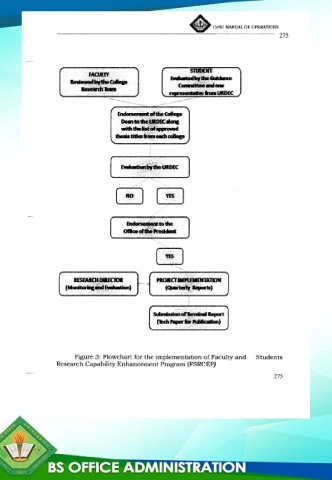 CvSU MANUAL OF OPERATIONS
275
FACULTY
Reviewed by the College
Research Team
STUDENT
Evaluated by the Guidance
Committee and one
representative from URDEC
Endorsement of the College
Dean to the URDEC along
with the list of approved
thesis titles from each college
Evaluation by the URDEC
NO
YES
Endorsement to the
Office of the President
YES
RESEARCH DIRECTOR
(Monitoring and Evaluation)
PROJECT IMPLEMENTATION
(Quarterly Reports)
Submission of Terminal Report
(Tech Paper for Publication)
Figure 3: Flowchart for the implementation of Faculty and Students
Research Capability Enhancement Program (FSRCEP)
275
BS OFFICE ADMINISTRATION